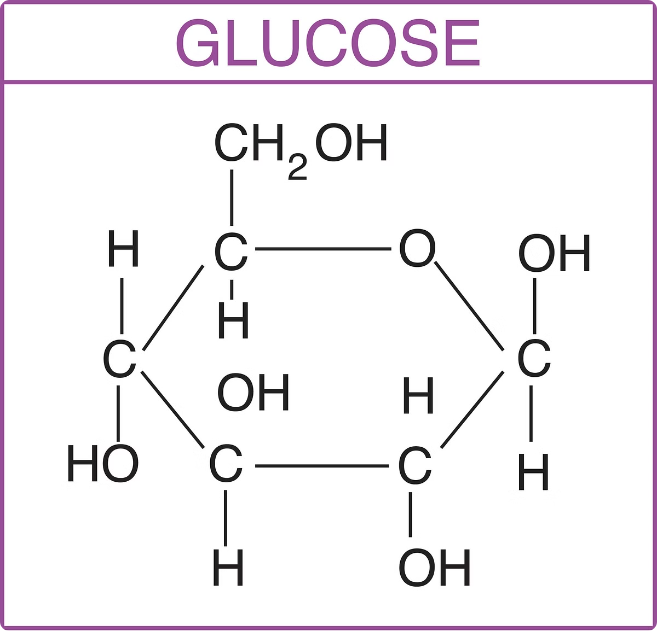 GLUCOSE
CH₂OH
H C O OH
H
C C
OH H
HO C C H
H OH